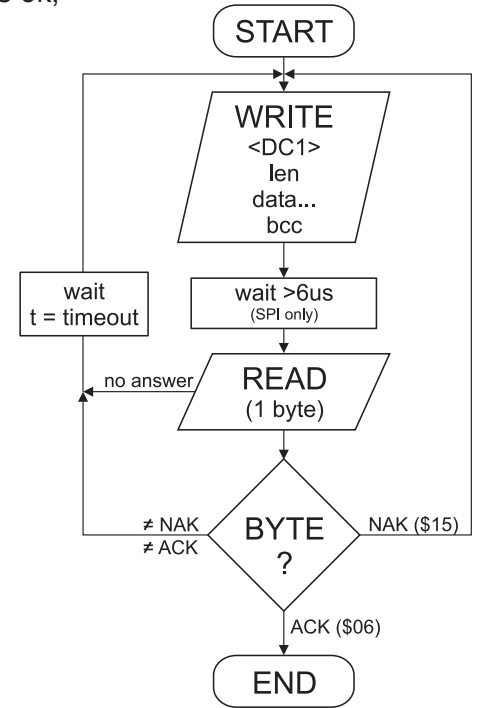 START
WRITE
<DC1>
len
data...
bcc
wait
t = timeout
wait >6us
(SPI only)
no answer
READ
(1 byte)
≠ NAK
≠ ACK
BYTE
?
NAK ($15)
ACK ($06)
END